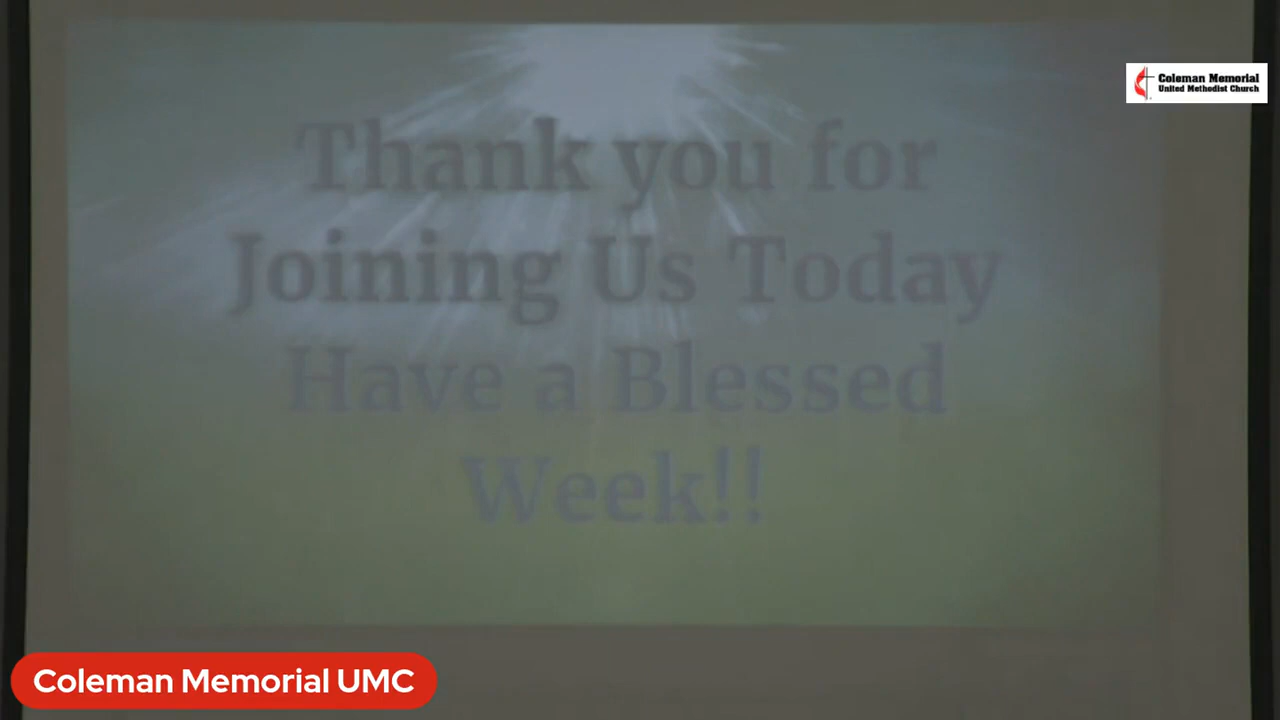 Coleman Memorial
United Methodist Church
Thank you for
Joining Us Today
Have a Blessed
Week!!
Coleman Memorial UMC